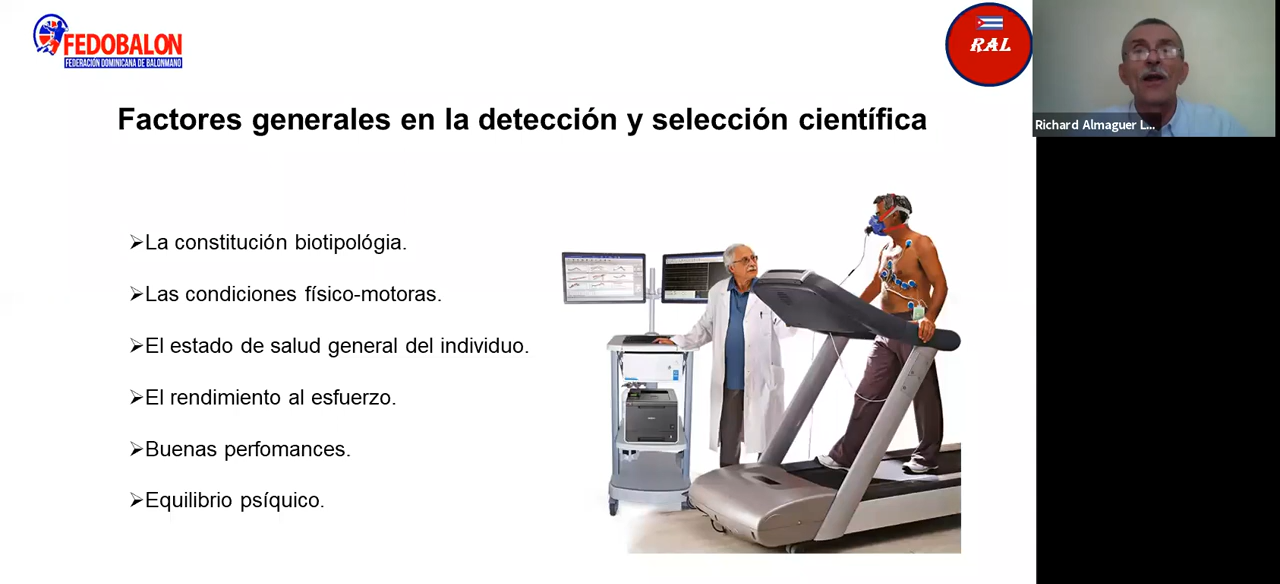 FEDOBALON
FEDERACIÓN DOMINICANA DE BALONMANO
RAL
Richard Almaguer L...
Factores generales en la detección y selección científica
➢La constitución biotipológia.
➢Las condiciones físico-motoras.
➢El estado de salud general del individuo.
➢El rendimiento al esfuerzo.
➢Buenas perfomances.
➢Equilibrio psíquico.